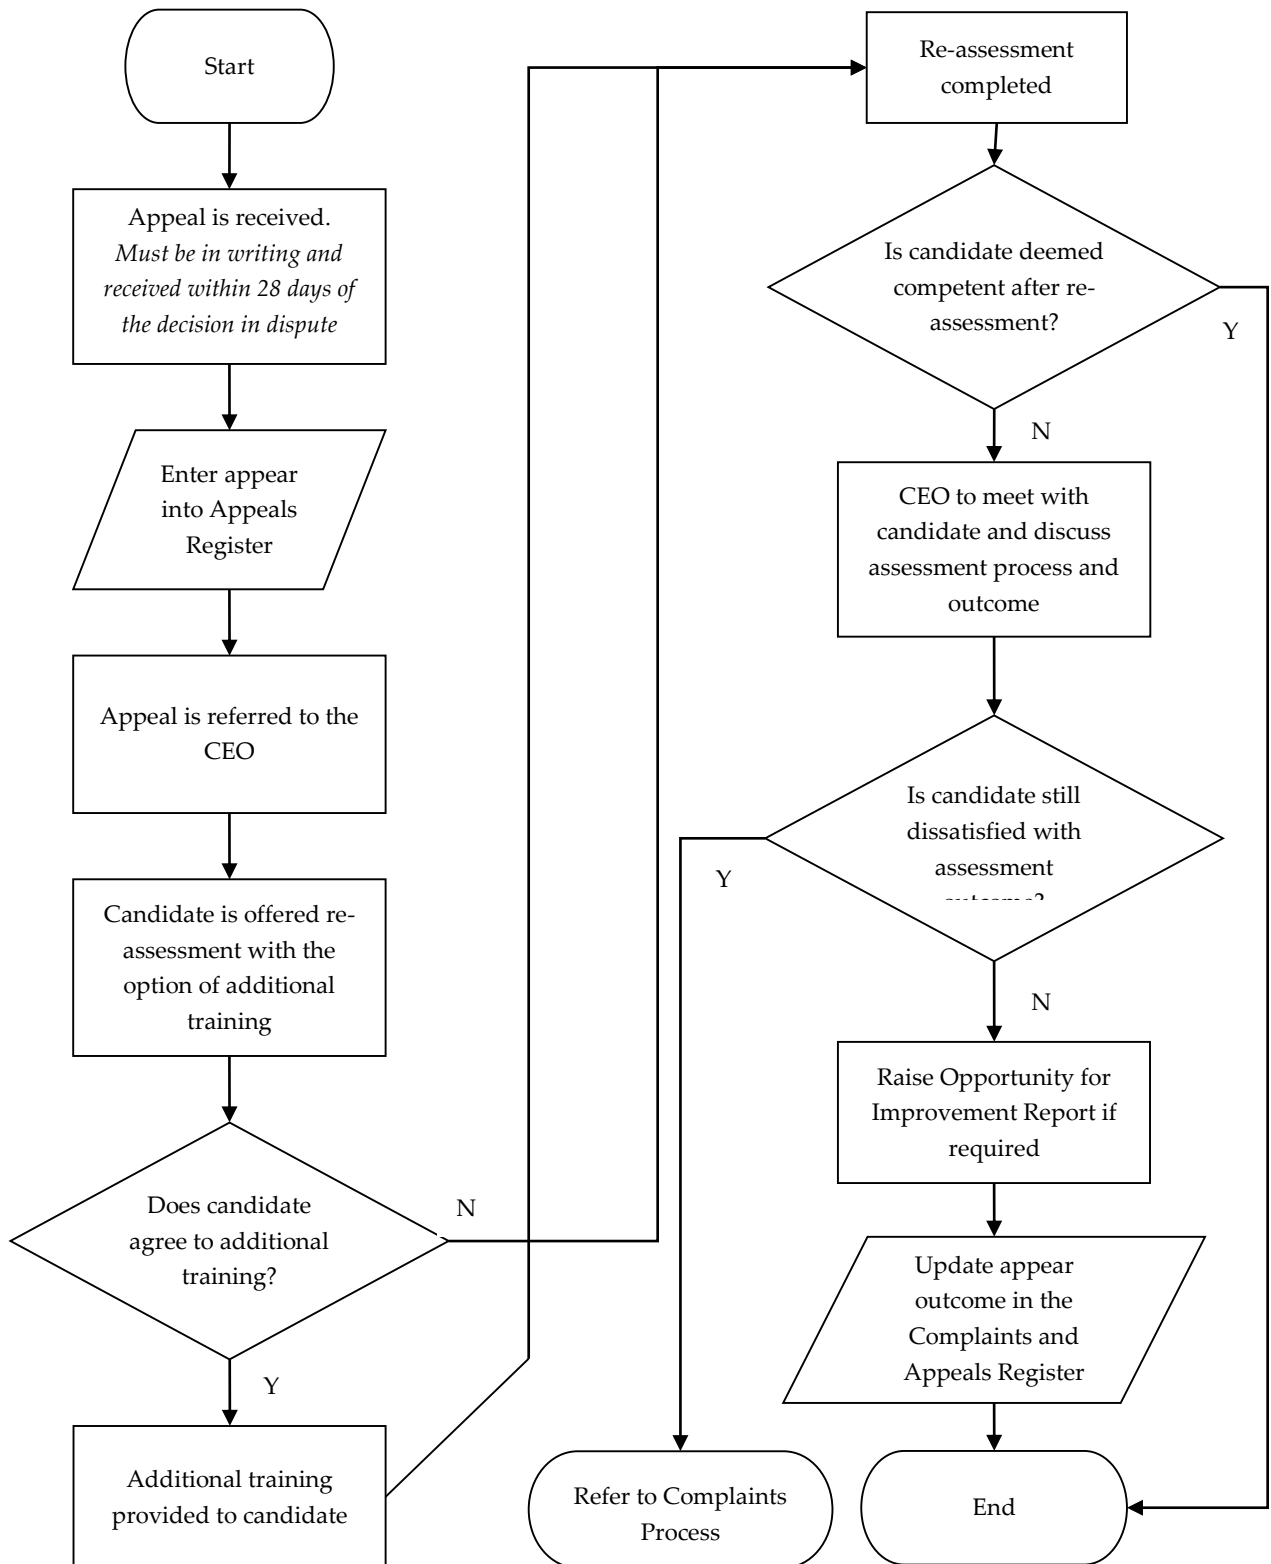 Start
Appeal is received.
Must be in writing and
received within 28 days of
the decision in dispute
Enter appear
into Appeals
Register
Appeal is referred to the
CEO
Candidate is offered re-
assessment with the
option of additional
training
Does candidate
agree to additional
training?
N
Y
Additional training
provided to candidate
Re-assessment
completed
Is candidate deemed
competent after re-
assessment?
Y
N
CEO to meet with
candidate and discuss
assessment process and
outcome
Is candidate still
dissatisfied with
assessment
Y
N
Raise Opportunity for
Improvement Report if
required
Update appear
outcome in the
Complaints and
Appeals Register
Refer to Complaints
Process
End